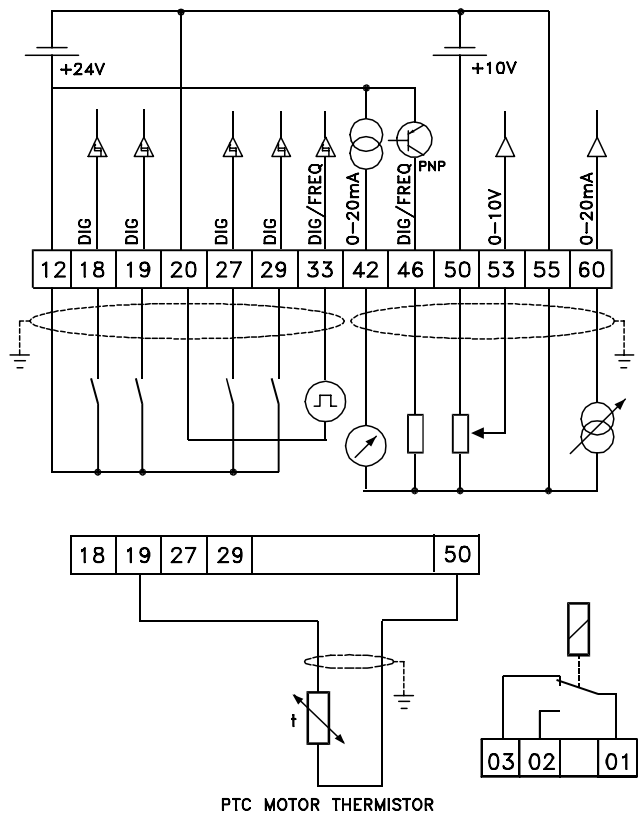 +24V
+10V
PNP
DIG
DIG
DIG
DIG
DIG/FREQ
0-20mA
DIG/FREQ
0-10V
0-20mA
12 18 19 20 27 29 33 42 46 50 53 55 60
18 19 27 29 50
t
03 02 01
PTC MOTOR THERMISTOR